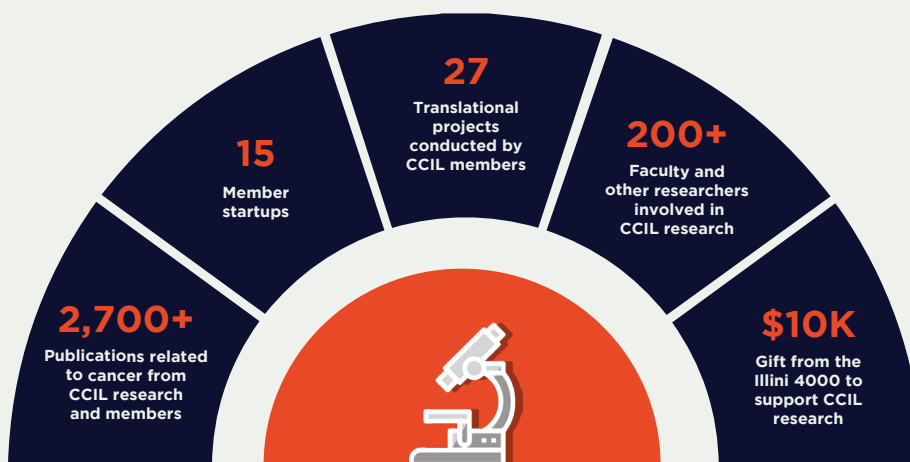 27
Translational
projects
conducted by
CCIL members
15
Member
startups
200+
Faculty and
other researchers
involved in
CCIL research
2,700+
Publications related
to cancer from
CCIL research
and members
$10K
Gift from the
Illini 4000 to
support CCIL
research